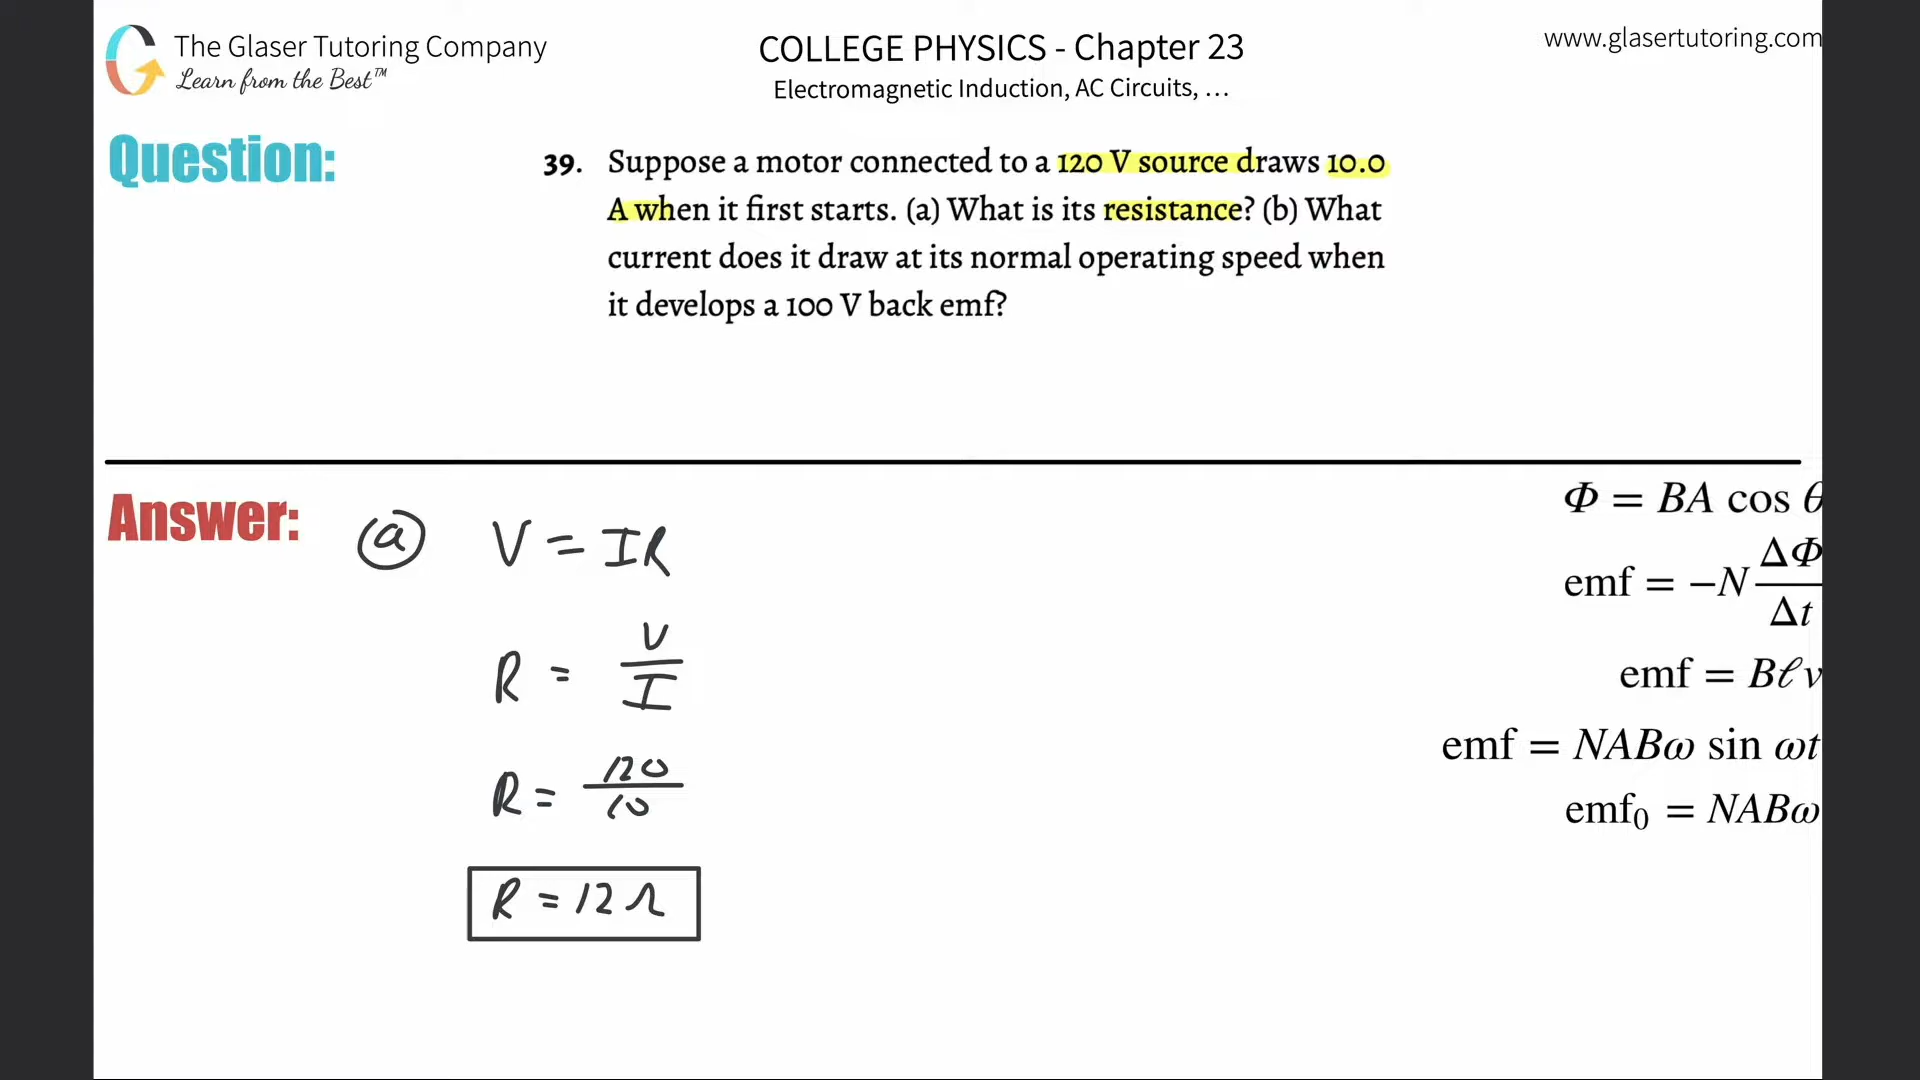 The Glaser Tutoring Company
Learn from the Best™
COLLEGE PHYSICS - Chapter 23
Electromagnetic Induction, AC Circuits, …
www.glasertutoring.com
Question:
39. Suppose a motor connected to a 120 V source draws 10.0
A when it first starts. (a) What is its resistance? (b) What
current does it draw at its normal operating speed when
it develops a 100 V back emf?
Answer:
(a) V = IR
R = V/I
R = 120/10
R = 12 Ω
Φ = BA cos θ
emf = −N ΔΦ/Δt
emf = Bℓv
emf = NABω sin ωt
emf₀ = NABω